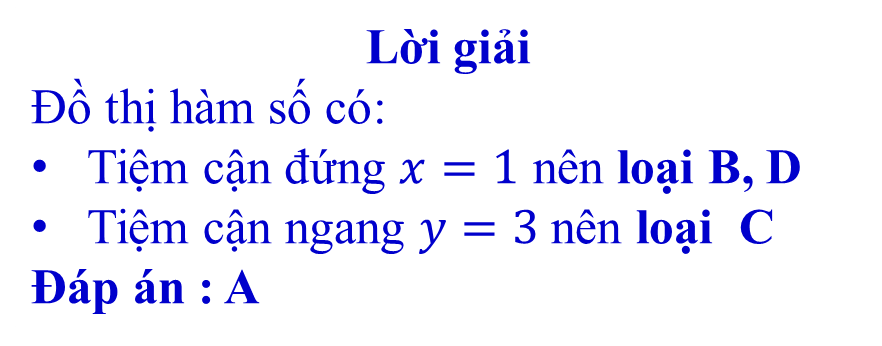 Lời giải
Đồ thị hàm số có:
• Tiệm cận đứng x = 1 nên loại B, D
• Tiệm cận ngang y = 3 nên loại C
Đáp án : A